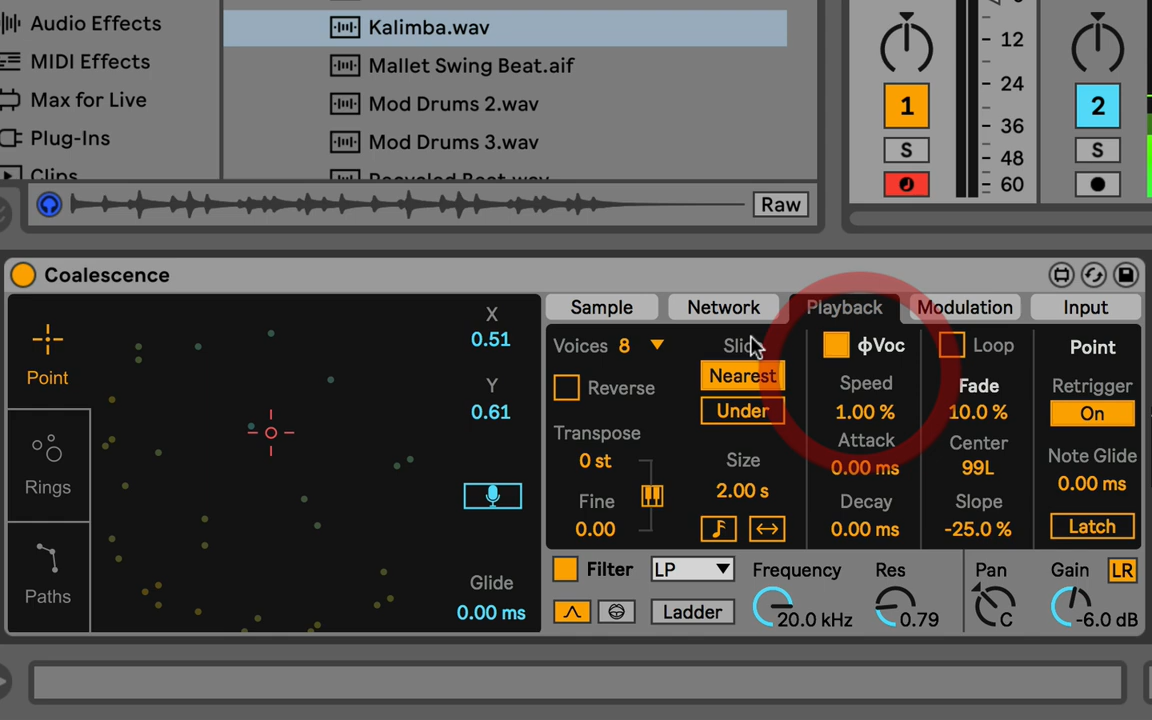 Audio Effects
MIDI Effects
Max for Live
Plug-Ins
Clips
Kalimba.wav
Mallet Swing Beat.aif
Mod Drums 2.wav
Mod Drums 3.wav
Recycled Beat.wav
Raw
1
S
12
24
36
48
60
2
S
Coalescence
Point
Rings
Paths
X
0.51
Y
0.61
Glide
0.00 ms
Sample
Network
Playback
Modulation
Input
Voices 8
Reverse
Transpose
0 st
Fine
0.00
Nearest
Under
Size
2.00 s
ϕVoc
Speed
1.00 %
Attack
0.00 ms
Decay
0.00 ms
Loop
Fade
10.0 %
Center
99L
Slope
-25.0 %
Point
Retrigger
On
Note Glide
0.00 ms
Latch
Filter
LP
Ladder
Frequency
20.0 kHz
Res
0.79
Pan
C
Gain
LR
-6.0 dB